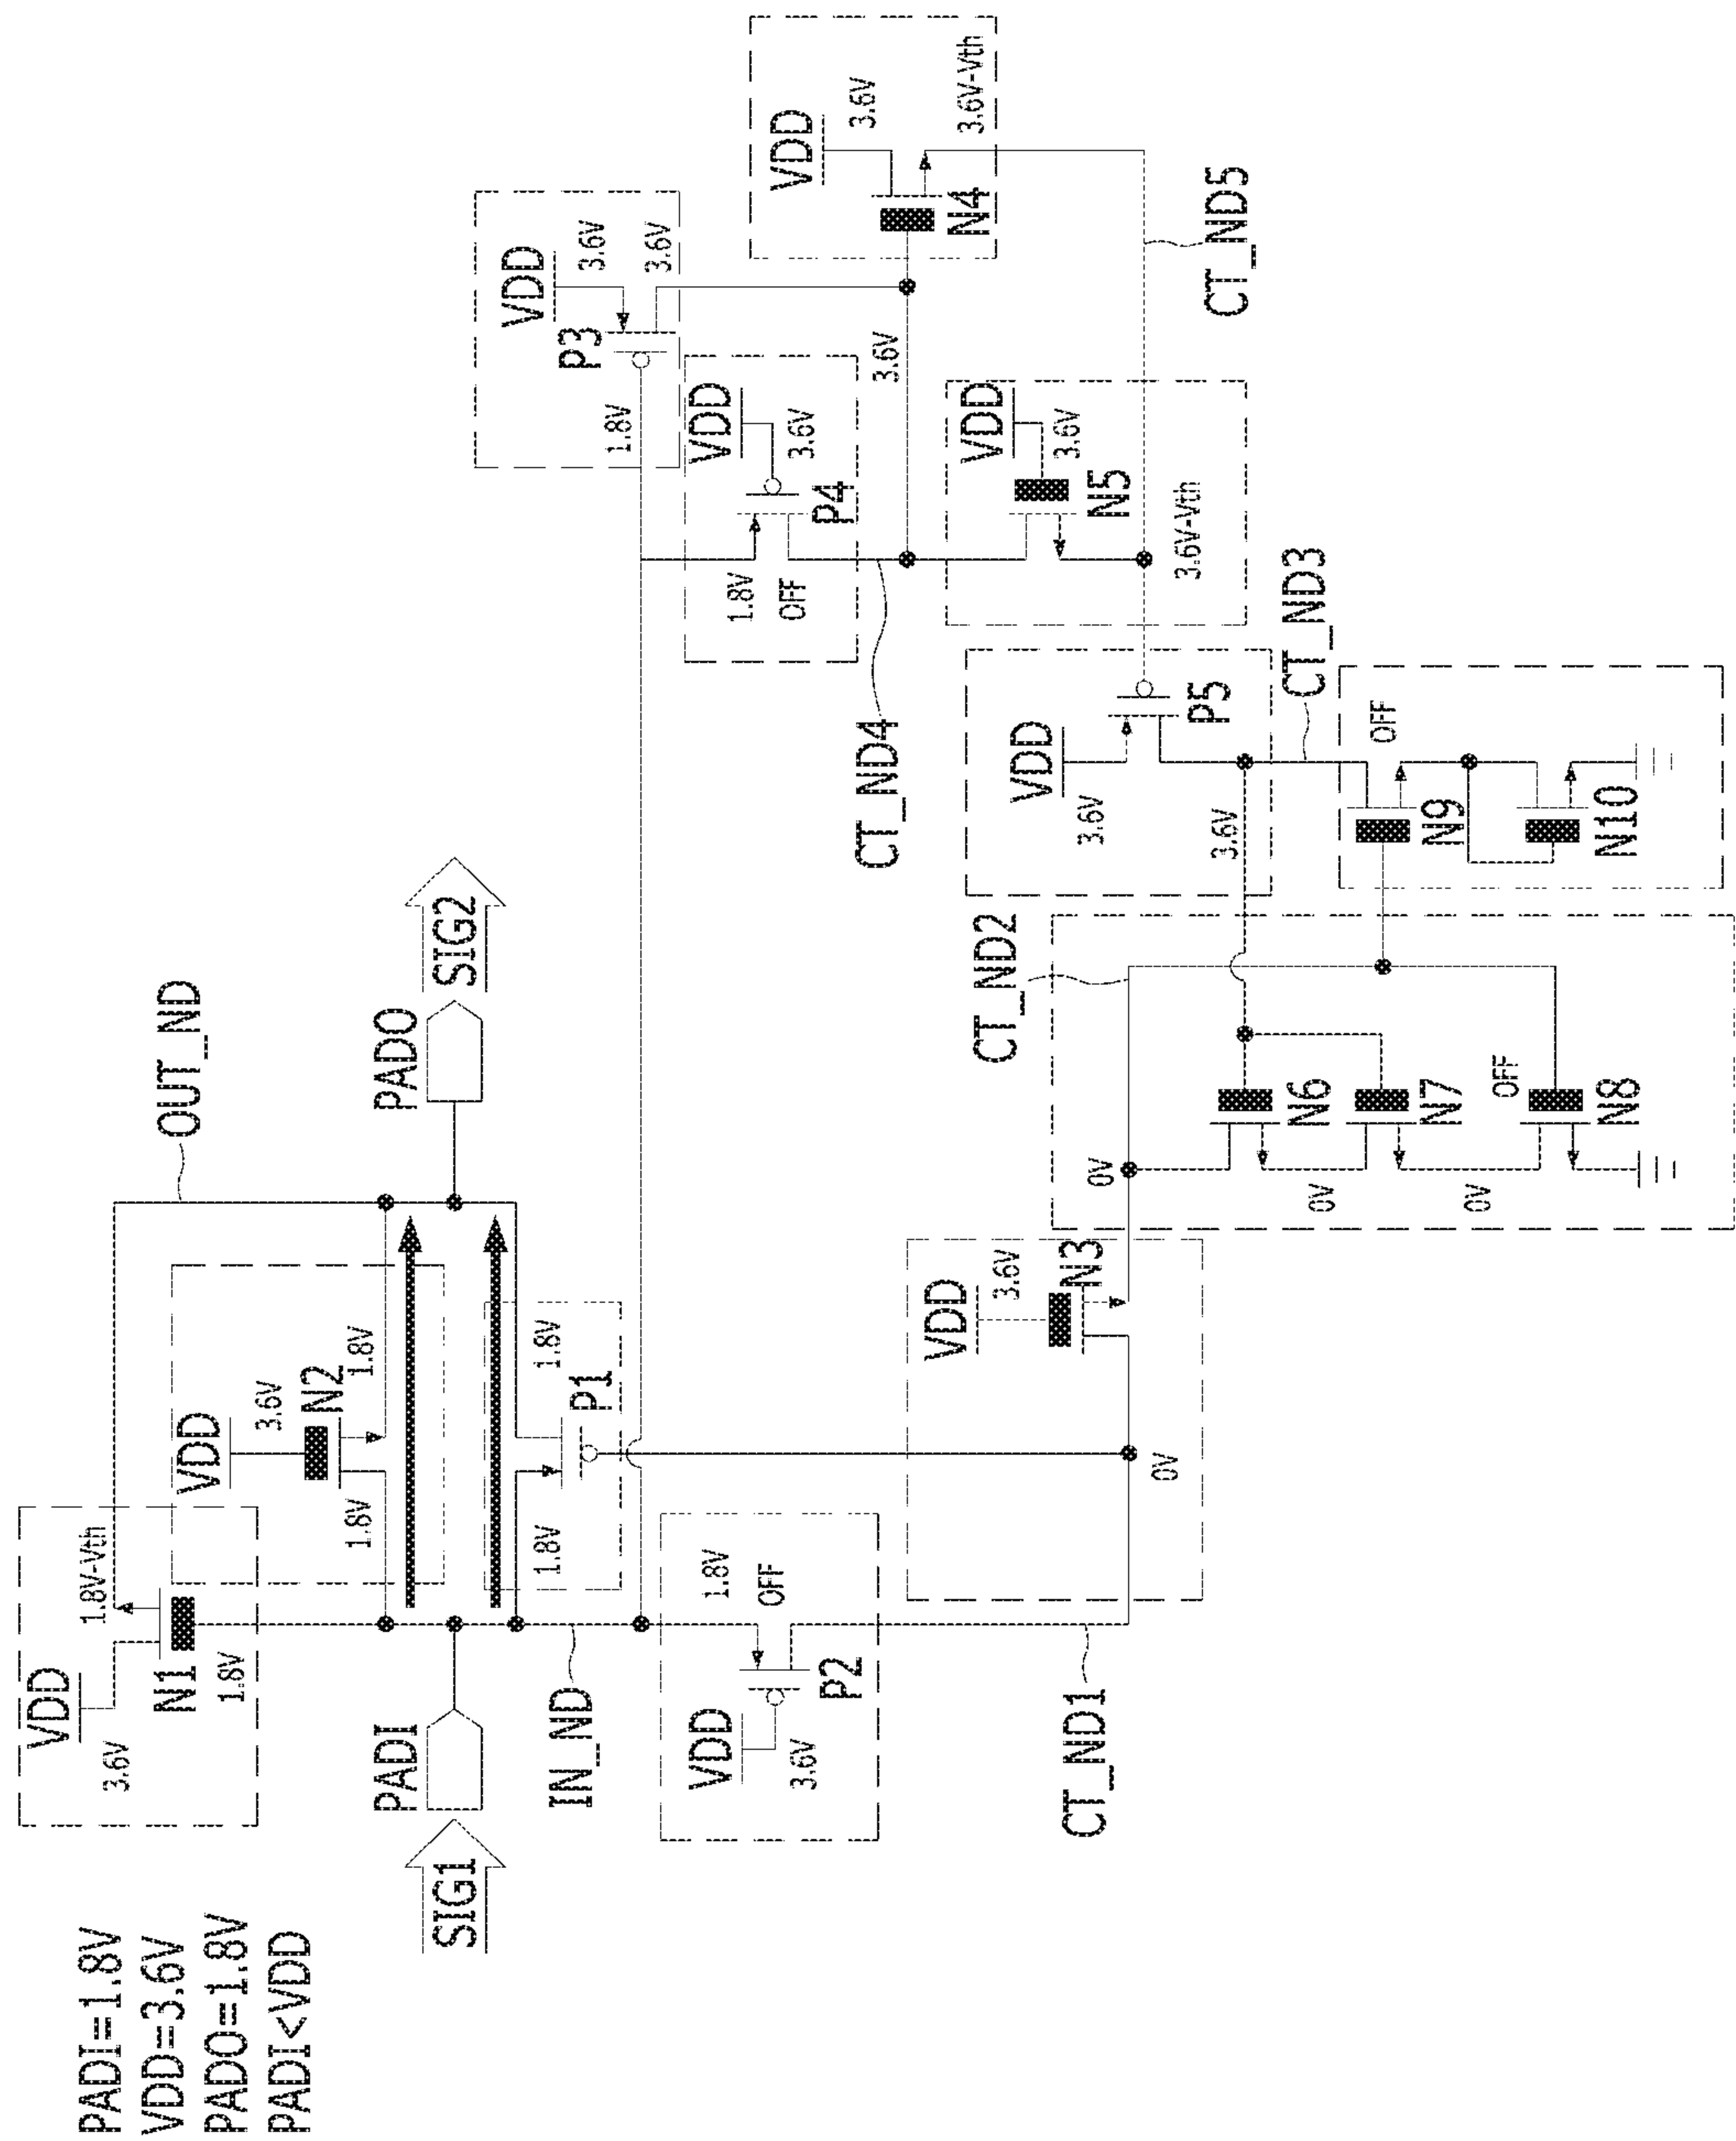 PADI=1.8V
VDD=3.6V
PADO=1.8V
PADI<VDD
VDD
3.6V
N1
1.8V
1.8V-Vth
OUT_ND
VDD
3.6V
N2
1.8V
1.8V
SIG1
PADI
PADO
SIG2
1.8V
1.8V
P1
IN_ND
VDD
3.6V
P2
1.8V
OFF
VDD
3.6V
3.6V
P3
1.8V
VDD
3.6V
P4
1.8V
OFF
CT_ND4
3.6V
VDD
3.6V
N4
3.6V-Vth
VDD
3.6V
N5
3.6V-Vth
CT_ND5
VDD
3.6V
P5
3.6V
CT_ND3
CT_ND2
VDD
3.6V
N3
0V
0V
CT_ND1
N6
0V
N7
0V
OFF
N8
OFF
N9
N10